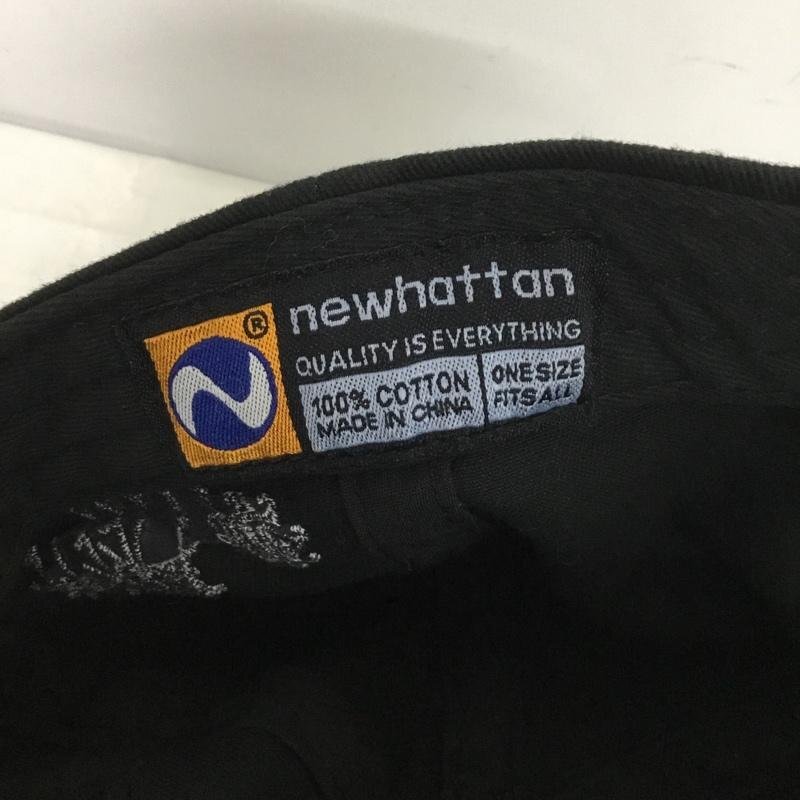 ®
newhattan
QUALITY IS EVERYTHING
100% COTTON
MADE IN CHINA
ONE SIZE
FITS ALL